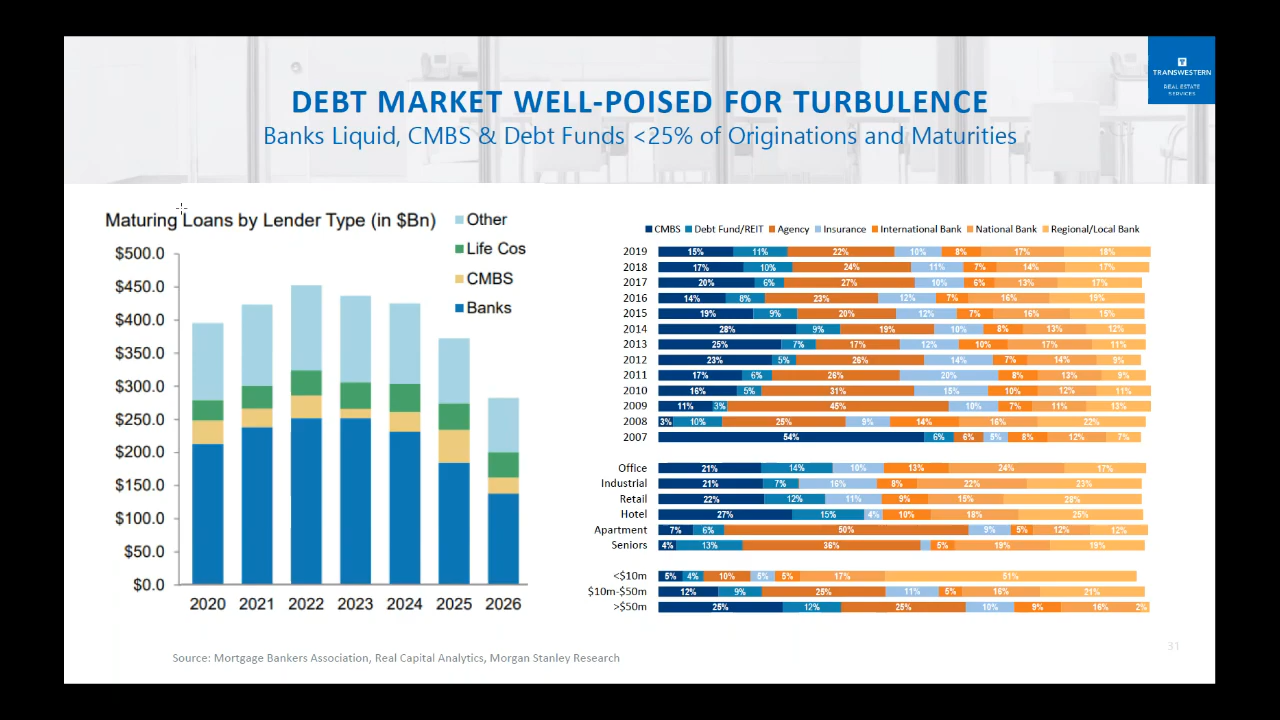 TRANSWESTERN
REAL ESTATE
SERVICES
DEBT MARKET WELL-POISED FOR TURBULENCE
Banks Liquid, CMBS & Debt Funds <25% of Originations and Maturities
Maturing Loans by Lender Type (in $Bn)
Other
Life Cos
CMBS
Banks
$500.0
$450.0
$400.0
$350.0
$300.0
$250.0
$200.0
$150.0
$100.0
$50.0
$0.0
2020 2021 2022 2023 2024 2025 2026
CMBS Debt Fund/REIT Agency Insurance International Bank National Bank Regional/Local Bank
2019 15% 11% 22% 10% 8% 17% 18%
2018 17% 10% 24% 11% 7% 14% 17%
2017 20% 6% 27% 10% 6% 13% 17%
2016 14% 8% 23% 12% 7% 16% 19%
2015 19% 9% 20% 12% 7% 16% 19%
2014 28% 9% 19% 10% 8% 13% 12%
2013 25% 7% 17% 12% 10% 17% 11%
2012 23% 5% 26% 14% 7% 14% 9%
2011 17% 6% 26% 20% 8% 13% 9%
2010 16% 5% 31% 15% 10% 12% 11%
2009 11% 3% 45% 10% 7% 11% 13%
2008 3% 10% 25% 9% 14% 16% 22%
2007 54% 6% 6% 5% 8% 12% 7%
Office 21% 14% 10% 13% 24% 17%
Industrial 21% 7% 16% 8% 22% 23%
Retail 22% 12% 11% 9% 15% 28%
Hotel 27% 15% 4% 10% 18% 25%
Apartment 7% 6% 50% 9% 5% 12% 12%
Seniors 4% 13% 36% 5% 19% 19%
<$10m 5% 4% 10% 5% 5% 17% 51%
$10m-$50m 12% 9% 25% 11% 5% 16% 21%
>$50m 25% 12% 25% 10% 9% 16% 2%
Source: Mortgage Bankers Association, Real Capital Analytics, Morgan Stanley Research
31